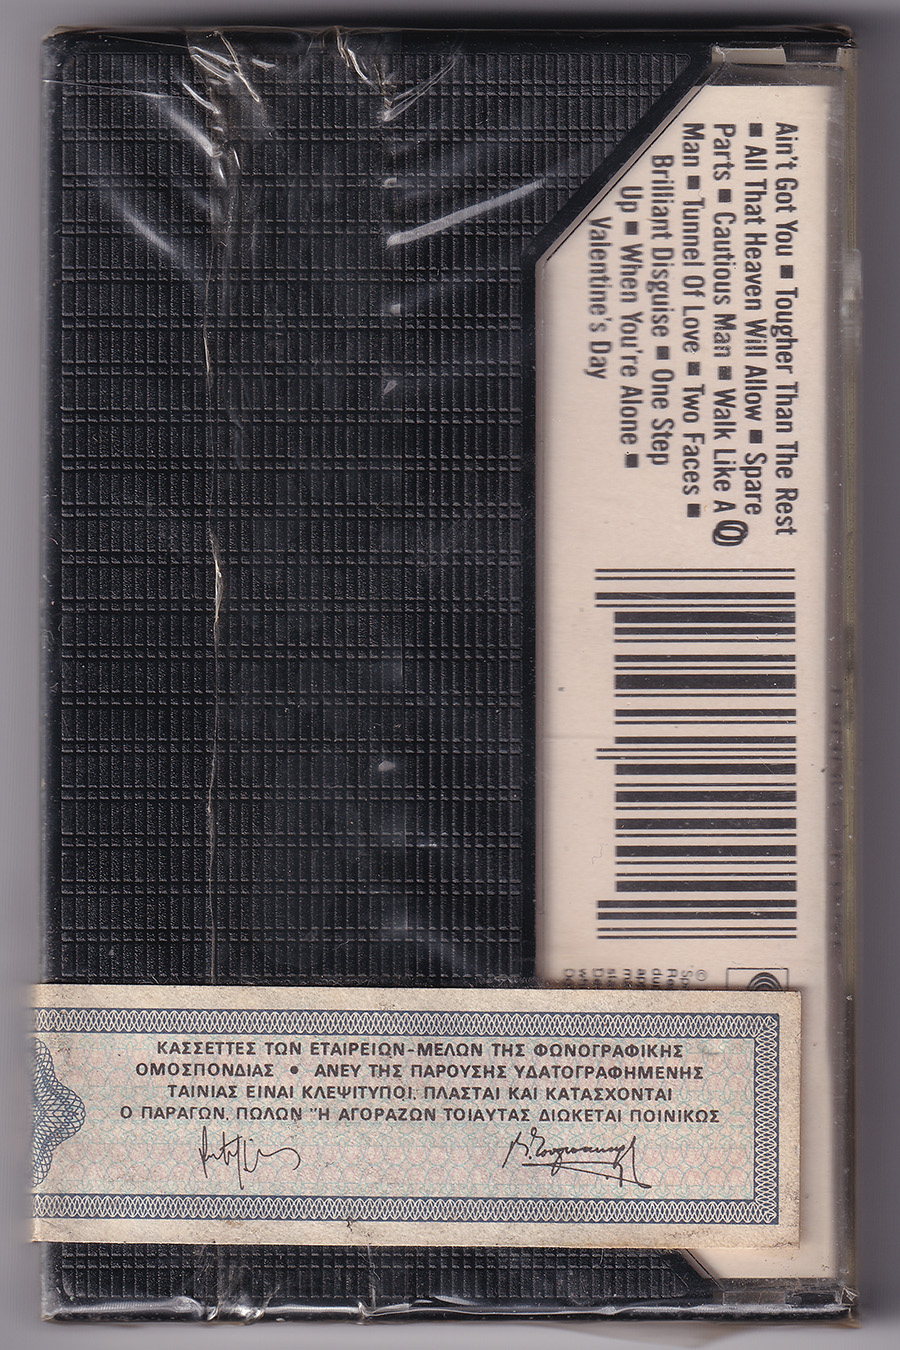 Ain't Got You ■ Tougher Than The Rest
■ All That Heaven Will Allow ■ Spare
Parts ■ Cautious Man ■ Walk Like A
Man ■ Tunnel Of Love ■ Two Faces ■
Brilliant Disguise ■ One Step
Up ■ When You're Alone ■
Valentine's Day
ΚΑΣΣΕΤΤΕΣ ΤΩΝ ΕΤΑΙΡΕΙΩΝ-ΜΕΛΩΝ ΤΗΣ ΦΩΝΟΓΡΑΦΙΚΗΣ
ΟΜΟΣΠΟΝΔΙΑΣ • ΑΝΕΥ ΤΗΣ ΠΑΡΟΥΣΗΣ ΥΔΑΤΟΓΡΑΦΗΜΕΝΗΣ
ΤΑΙΝΙΑΣ ΕΙΝΑΙ ΚΛΕΨΙΤΥΠΟΙ, ΠΛΑΣΤΑΙ ΚΑΙ ΚΑΤΑΣΧΟΝΤΑΙ
Ο ΠΑΡΑΓΩΝ, ΠΩΛΩΝ "Η ΑΓΟΡΑΖΩΝ ΤΟΙΑΥΤΑΣ ΔΙΩΚΕΤΑΙ ΠΟΙΝΙΚΩΣ